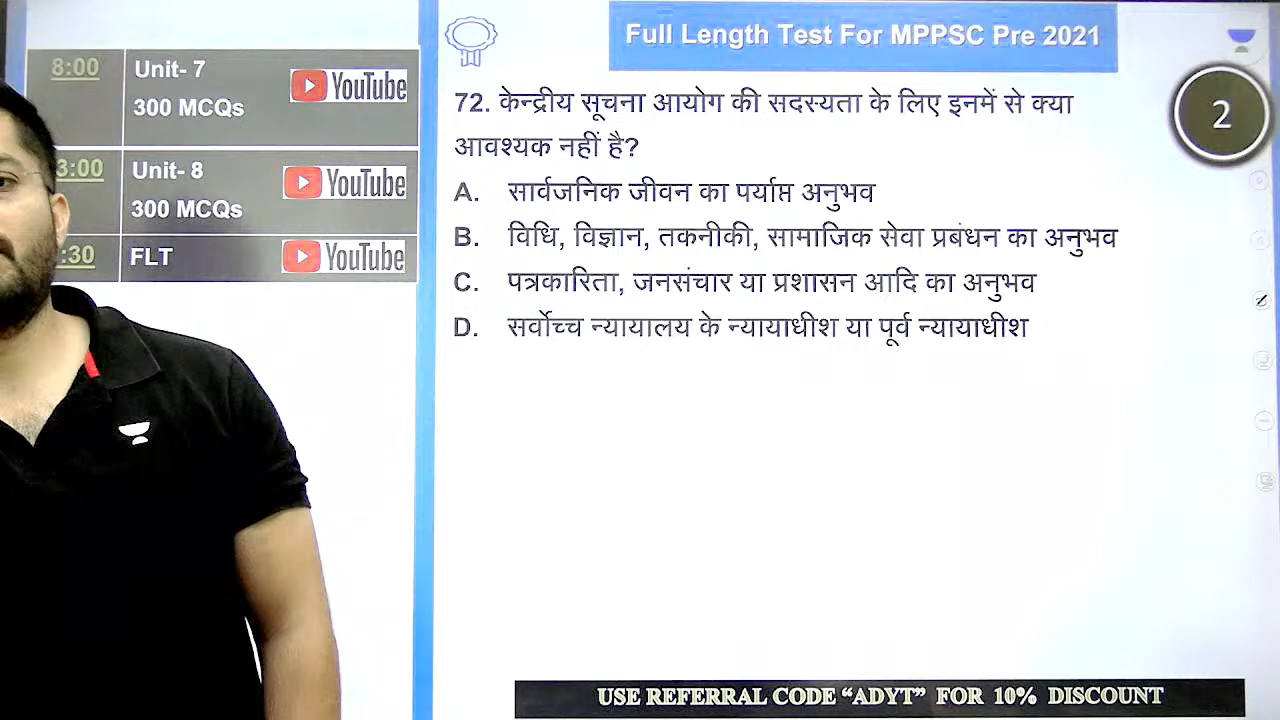 Full Length Test For MPPSC Pre 2021
8:00 Unit- 7 YouTube
300 MCQs
3:00 Unit- 8 YouTube
300 MCQs
:30 FLT YouTube
72. केन्द्रीय सूचना आयोग की सदस्यता के लिए इनमें से क्या
आवश्यक नहीं है?
A. सार्वजनिक जीवन का पर्याप्त अनुभव
B. विधि, विज्ञान, तकनीकी, सामाजिक सेवा प्रबंधन का अनुभव
C. पत्रकारिता, जनसंचार या प्रशासन आदि का अनुभव
D. सर्वोच्च न्यायालय के न्यायाधीश या पूर्व न्यायाधीश
2
USE REFERRAL CODE “ADYT” FOR 10% DISCOUNT